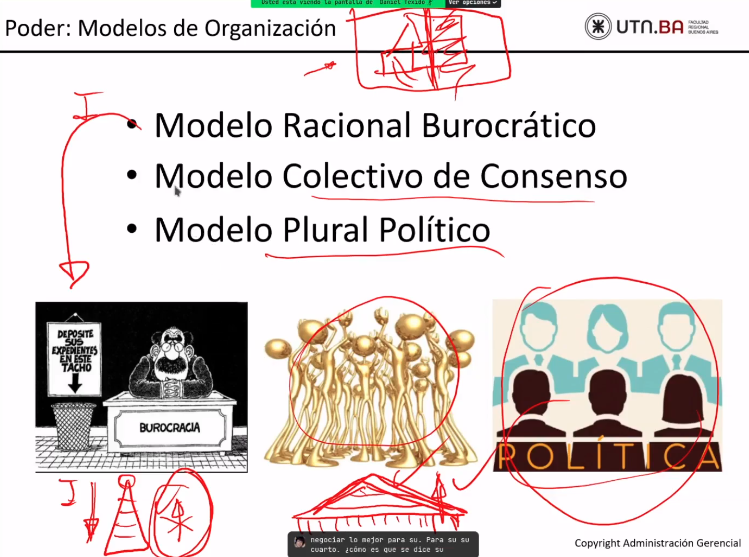 Usted está viendo la pantalla de Daniel Texido F
Ver opciones
Poder: Modelos de Organización
UTN.BA
FACULTAD
REGIONAL
BUENOS AIRES
I
• Modelo Racional Burocrático
• Modelo Colectivo de Consenso
• Modelo Plural Político
DEPOSITE
SUS
EXPEDIENTES
EN ESTE
TACHO
BUROCRACIA
POLÍTICA
I
negociar lo mejor para su. Para su su
cuarto. ¿cómo es que se dice su
Copyright Administración Gerencial